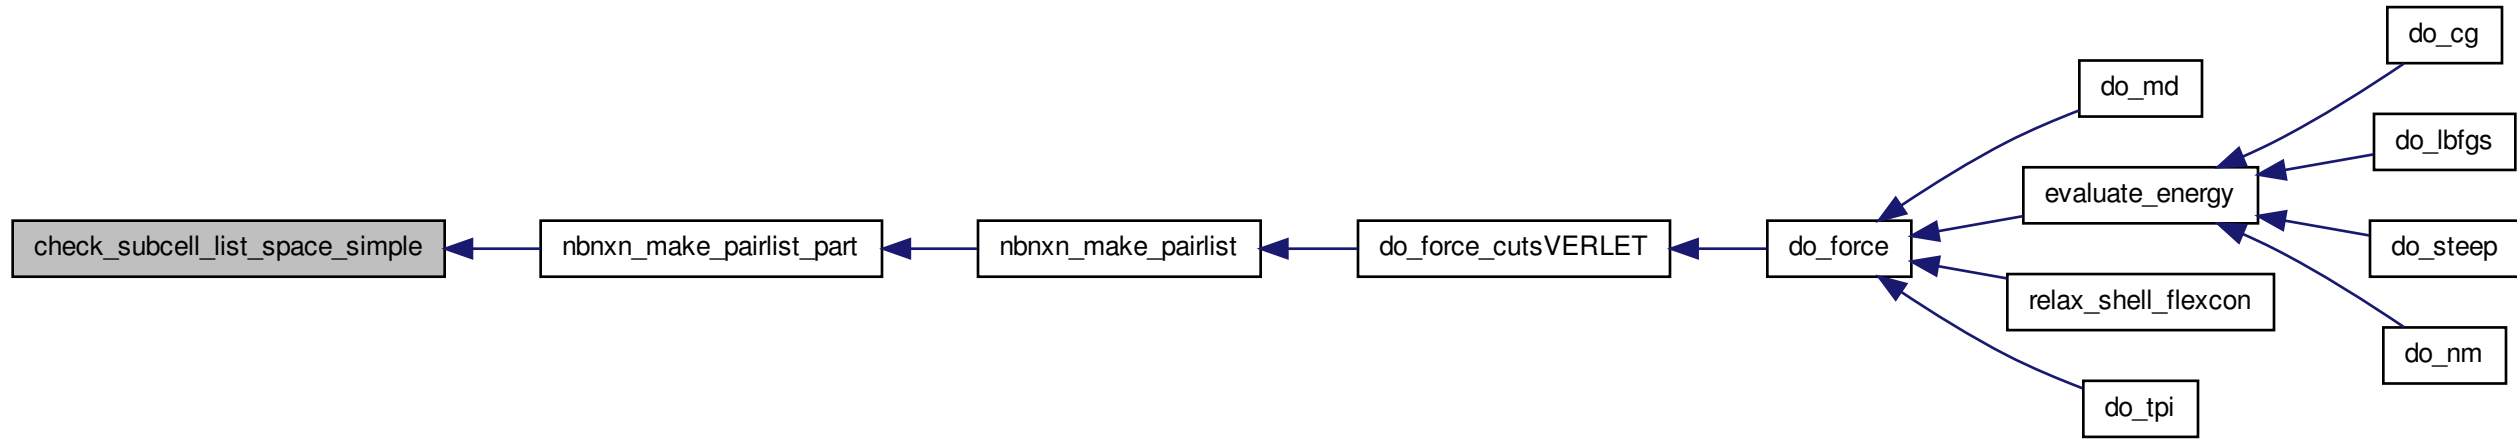 check_subcell_list_space_simple
nbnxn_make_pairlist_part
nbnxn_make_pairlist
do_force_cutsVERLET
do_force
do_md
evaluate_energy
relax_shell_flexcon
do_tpi
do_cg
do_lbfgs
do_steep
do_nm